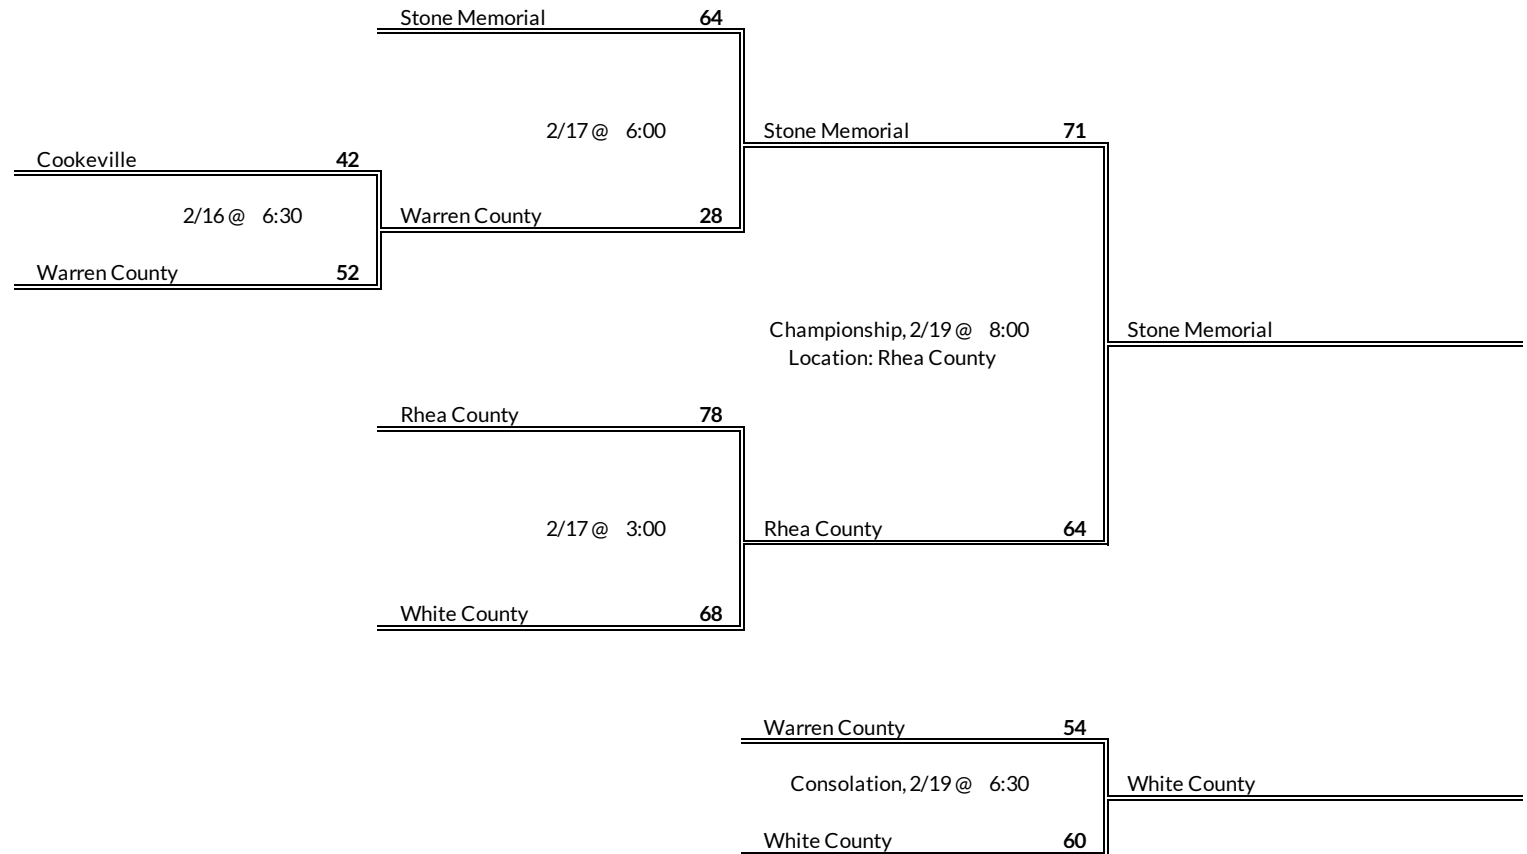 Stone Memorial 64
2/17 @ 6:00
Stone Memorial 71
Cookeville 42
2/16 @ 6:30
Warren County 28
Warren County 52
Championship, 2/19 @ 8:00
Stone Memorial
Location: Rhea County
Rhea County 78
2/17 @ 3:00
Rhea County 64
White County 68
Warren County 54
Consolation, 2/19 @ 6:30
White County
White County 60